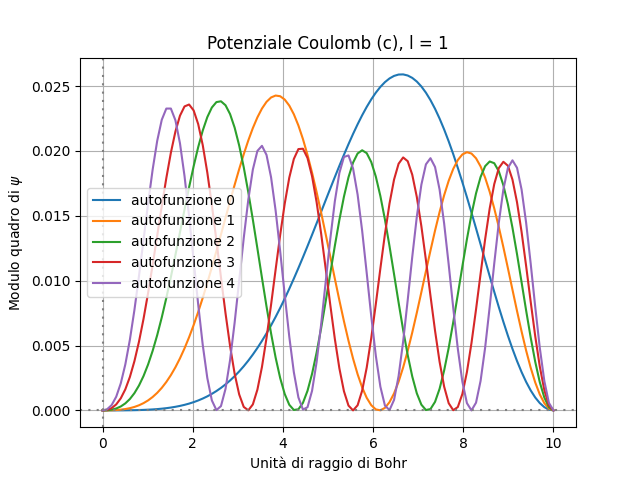 Potenziale Coulomb (c), l = 1
Modulo quadro di ψ
0.025
0.020
0.015
0.010
0.005
0.000
autofunzione 0
autofunzione 1
autofunzione 2
autofunzione 3
autofunzione 4
0 2 4 6 8 10
Unità di raggio di Bohr